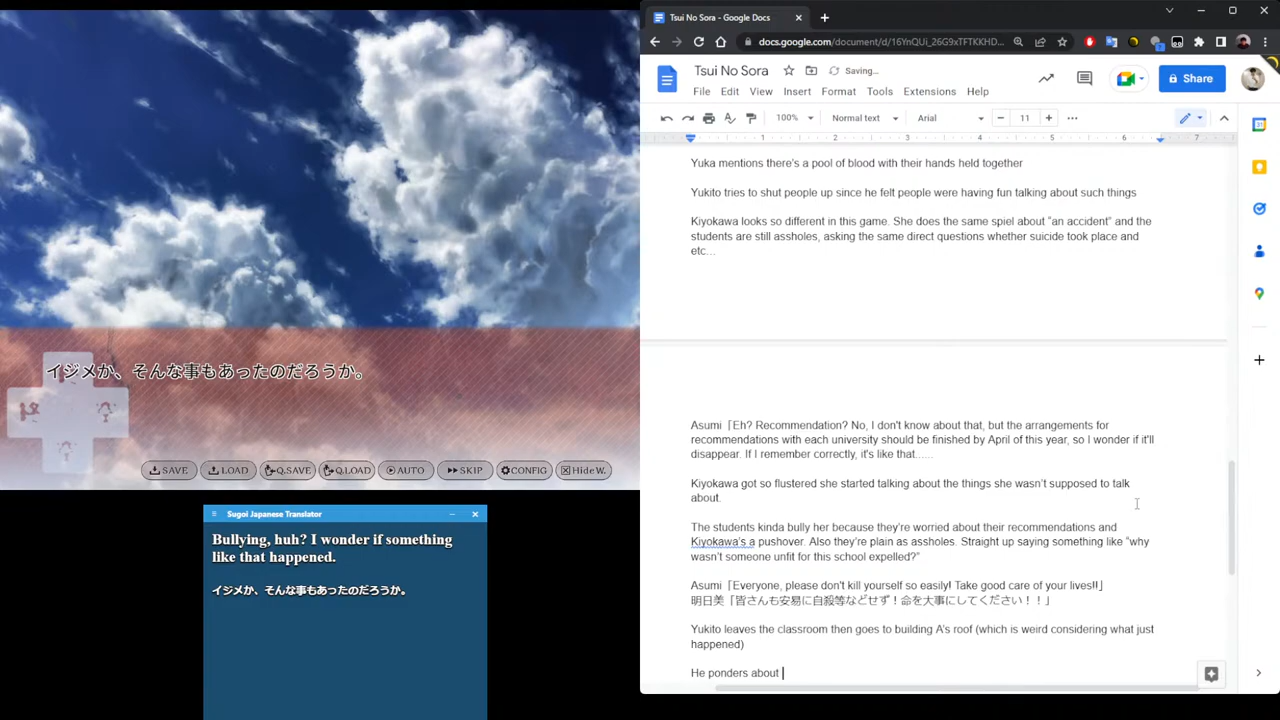 イジメか、そんな事もあったのだろうか。
SAVE
LOAD
Q.SAVE
Q.LOAD
AUTO
SKIP
CONFIG
Hide W.
Sugoi Japanese Translator
Bullying, huh? I wonder if something
like that happened.
イジメか、そんな事もあったのだろうか。
Tsui No Sora - Google Docs
docs.google.com/document/d/16YnQUi_26G9xTFTKKHD...
Tsui No Sora
Saving...
File Edit View Insert Format Tools Extensions Help
Share
100%
Normal text
Arial
11
1 2 3 4 5 6 7
Yuka mentions there's a pool of blood with their hands held together
Yukito tries to shut people up since he felt people were having fun talking about such things
Kiyokawa looks so different in this game. She does the same spiel about “an accident” and the
students are still assholes, asking the same direct questions whether suicide took place and
etc…
Asumi「Eh? Recommendation? No, I don't know about that, but the arrangements for
recommendations with each university should be finished by April of this year, so I wonder if it'll
disappear. If I remember correctly, it's like that……
Kiyokawa got so flustered she started talking about the things she wasn’t supposed to talk
about.
The students kinda bully her because they’re worried about their recommendations and
Kiyokawa’s a pushover. Also they’re plain as assholes. Straight up saying something like “why
wasn’t someone unfit for this school expelled?”
Asumi「Everyone, please don't kill yourself so easily! Take good care of your lives!!」
明日美「皆さんも安易に自殺等などせず！命を大事にしてください！！」
Yukito leaves the classroom then goes to building A’s roof (which is weird considering what just
happened)
He ponders about